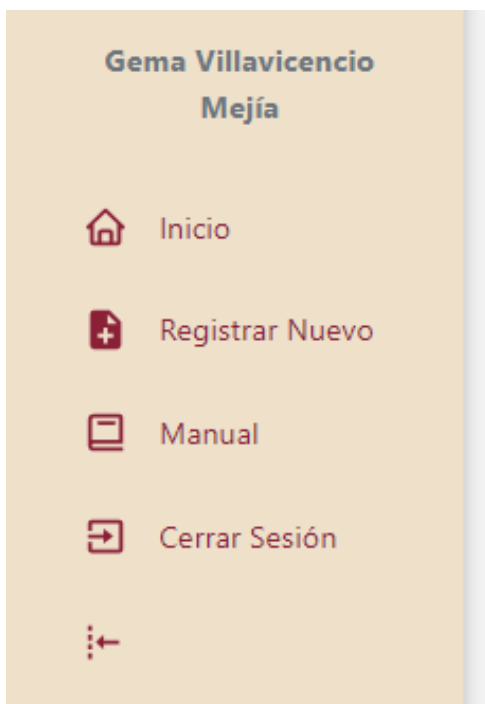 Gema Villavicencio
Mejía
Inicio
Registrar Nuevo
Manual
Cerrar Sesión